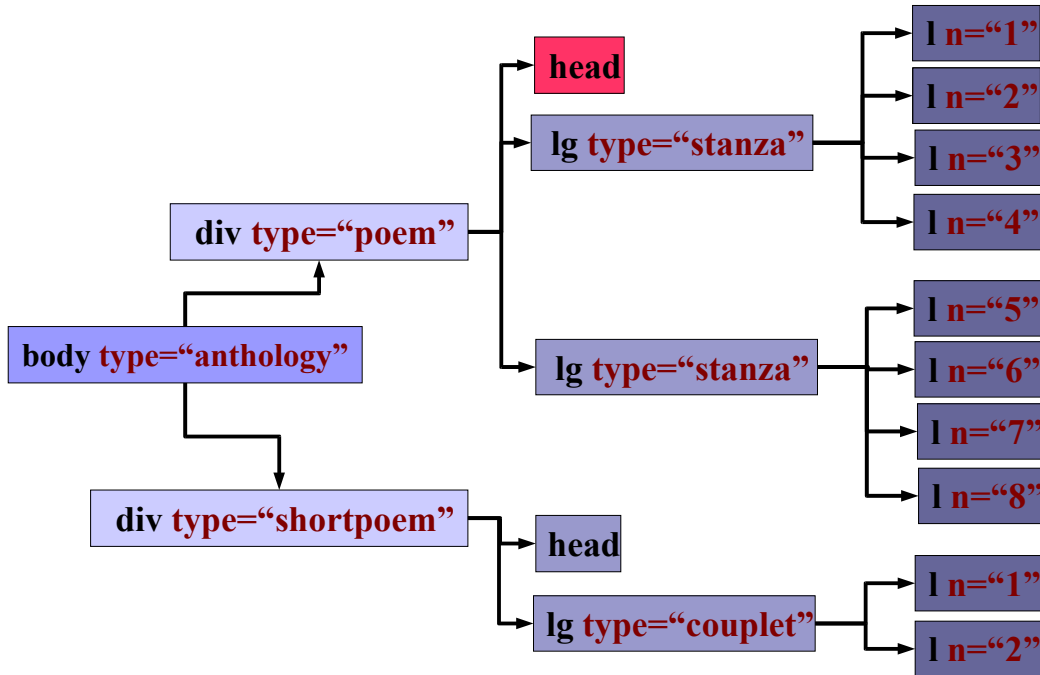 l n=“1”
head
l n=“2”
lg type=“stanza”
l n=“3”
l n=“4”
div type=“poem”
l n=“5”
body type=“anthology”
lg type=“stanza”
l n=“6”
l n=“7”
l n=“8”
div type=“shortpoem”
head
l n=“1”
lg type=“couplet”
l n=“2”